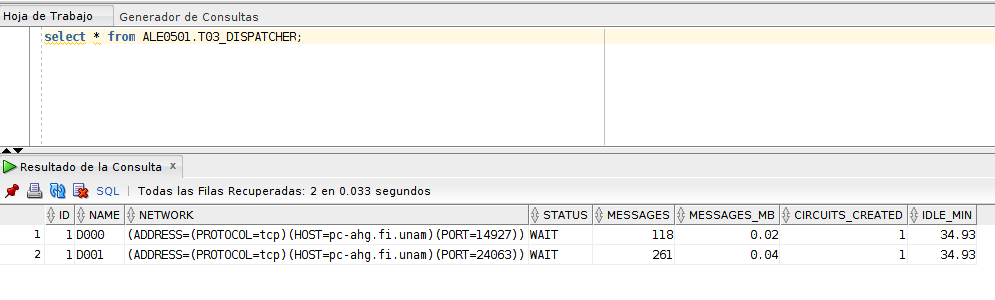 Hoja de Trabajo Generador de Consultas
select * from ALE0501.T03_DISPATCHER;
Resultado de la Consulta x
SQL | Todas las Filas Recuperadas: 2 en 0.033 segundos
ID NAME NETWORK STATUS MESSAGES MESSAGES_MB CIRCUITS_CREATED IDLE_MIN
1 1 D000 (ADDRESS=(PROTOCOL=tcp)(HOST=pc-ahg.fi.unam)(PORT=14927)) WAIT 118 0.02 1 34.93
2 1 D001 (ADDRESS=(PROTOCOL=tcp)(HOST=pc-ahg.fi.unam)(PORT=24063)) WAIT 261 0.04 1 34.93